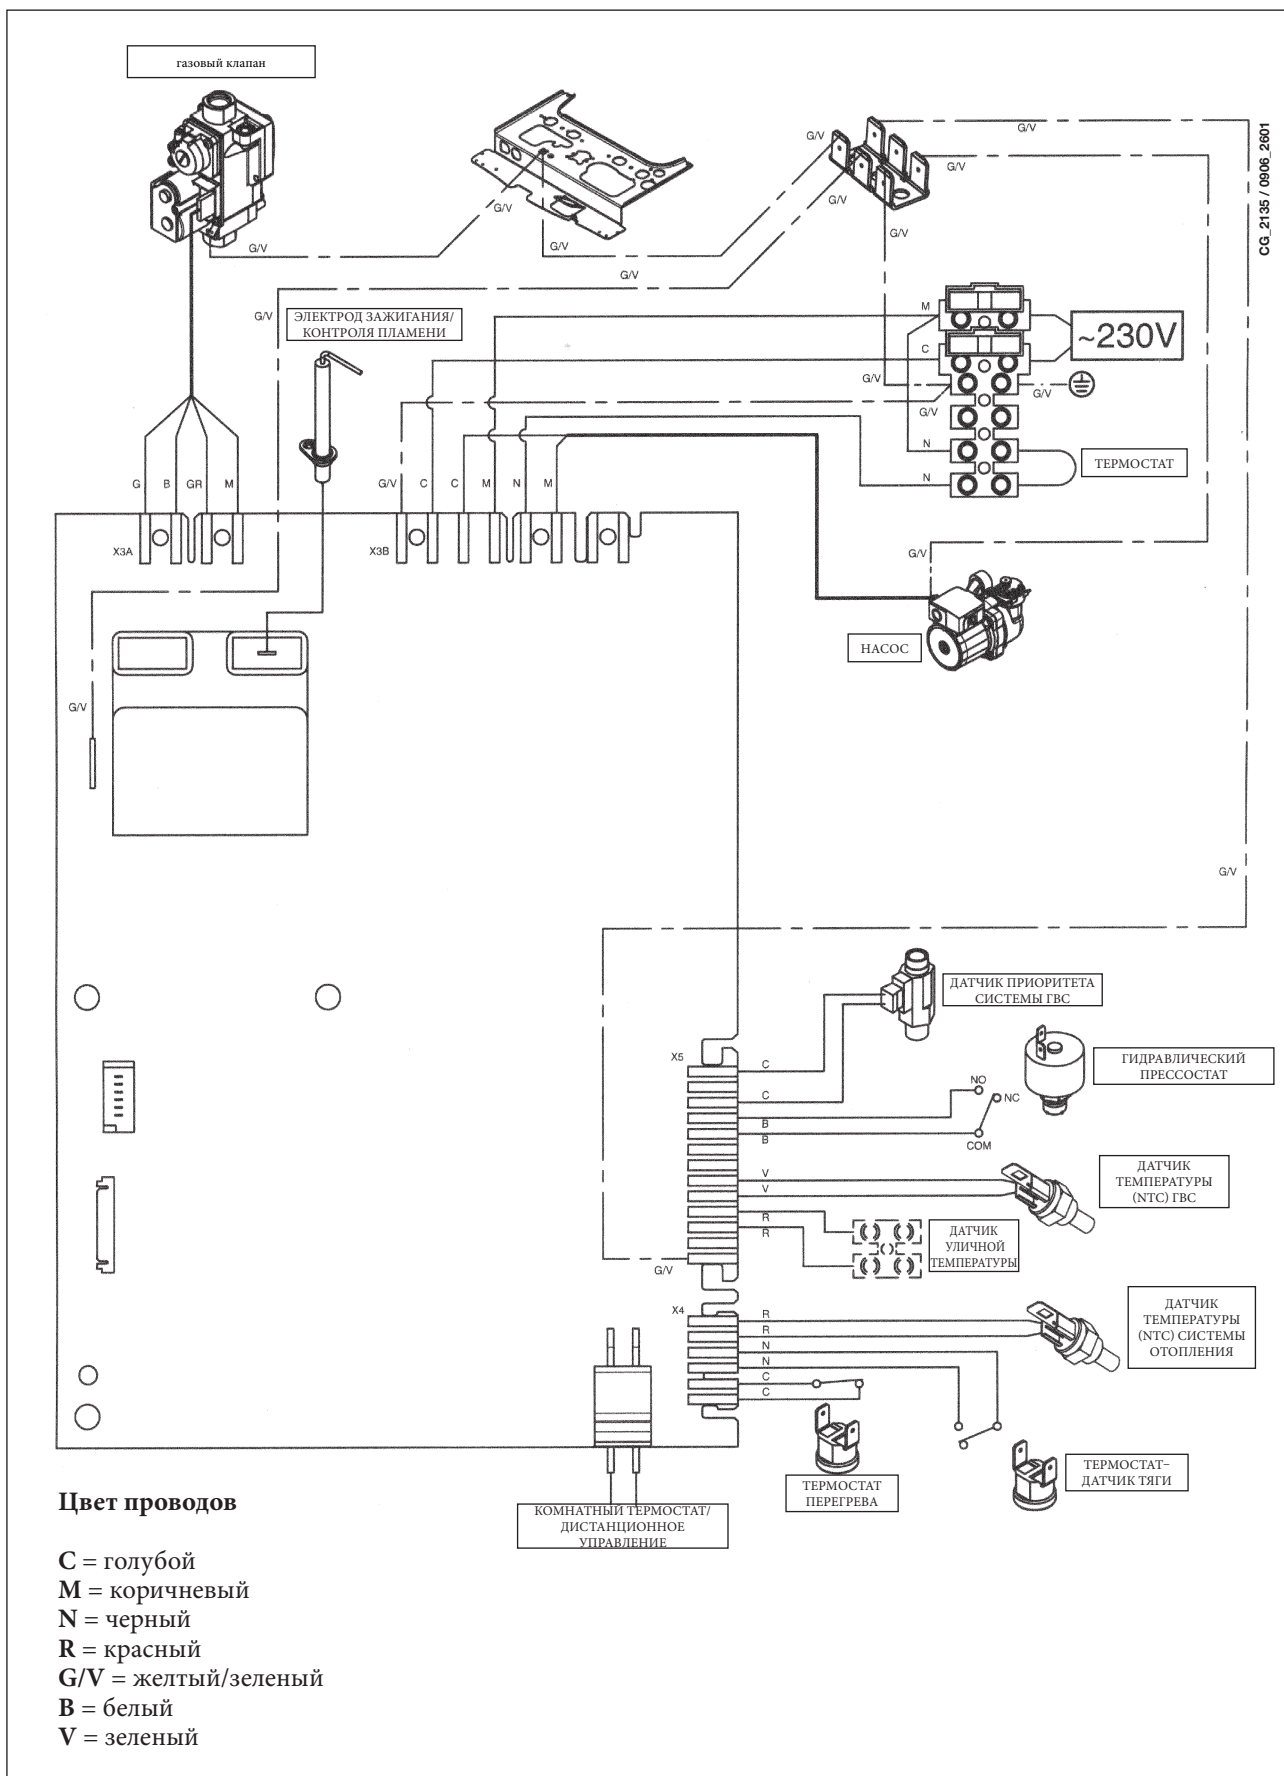 газовый клапан
G/V
G/V
G/V
G/V
CG_2135 / 0906_2601
G/V
G/V
G/V
G/V
G/V
G/V
G/V
ЭЛЕКТРОД ЗАЖИГАНИЯ/
КОНТРОЛЯ ПЛАМЕНИ
M
~230V
C
G/V
G/V
G/V
N
ТЕРМОСТАТ
N
G
B
GR
M
G/V
C
C
M
N
M
X3A
X3B
G/V
НАСОС
G/V
G/V
ДАТЧИК ПРИОРИТЕТА
СИСТЕМЫ ГВС
X5
C
C
B
B
NO
NC
COM
ГИДРАВЛИЧЕСКИЙ
ПРЕССОСТАТ
V
V
ДАТЧИК
ТЕМПЕРАТУРЫ
(NTC) ГВС
R
R
ДАТЧИК
УЛИЧНОЙ
ТЕМПЕРАТУРЫ
G/V
X4
R
R
N
N
C
C
ДАТЧИК
ТЕМПЕРАТУРЫ
(NTC) СИСТЕМЫ
ОТОПЛЕНИЯ
ТЕРМОСТАТ
ПЕРЕГРЕВА
ТЕРМОСТАТ–
ДАТЧИК ТЯГИ
КОМНАТНЫЙ ТЕРМОСТАТ/
ДИСТАНЦИОННОЕ
УПРАВЛЕНИЕ
Цвет проводов
C = голубой
M = коричневый
N = черный
R = красный
G/V = желтый/зеленый
B = белый
V = зеленый